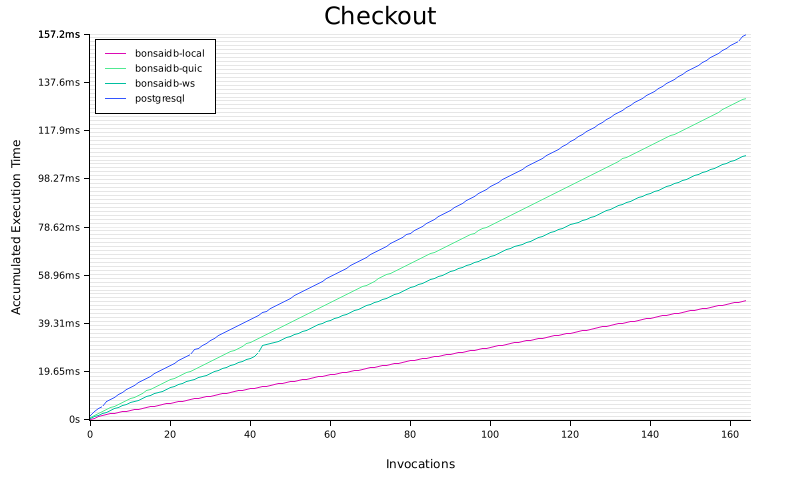 Checkout
157.2ms
137.6ms
117.9ms
98.27ms
78.62ms
58.96ms
39.31ms
19.65ms
0s
Accumulated Execution Time
bonsaidb-local
bonsaidb-quic
bonsaidb-ws
postgresql
0 20 40 60 80 100 120 140 160
Invocations